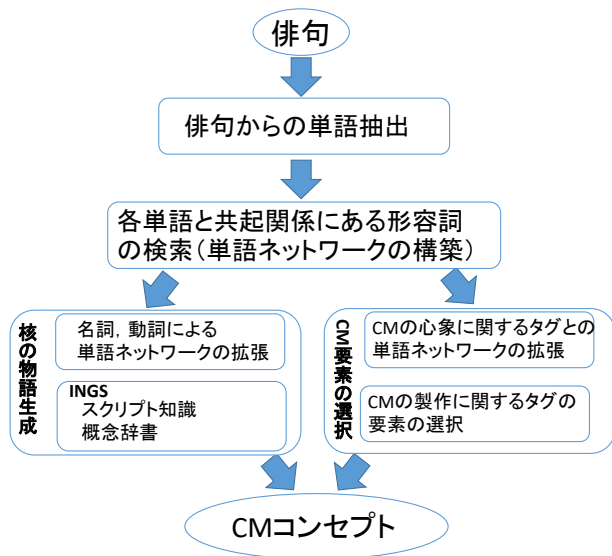 俳句
俳句からの単語抽出
各単語と共起関係にある形容詞
の検索(単語ネットワークの構築)
核の物語生成
名詞，動詞による
単語ネットワークの拡張
INGS
スクリプト知識
概念辞書
CM要素の選択
CMの心象に関するタグとの
単語ネットワークの拡張
CMの製作に関するタグの
要素の選択
CMコンセプト